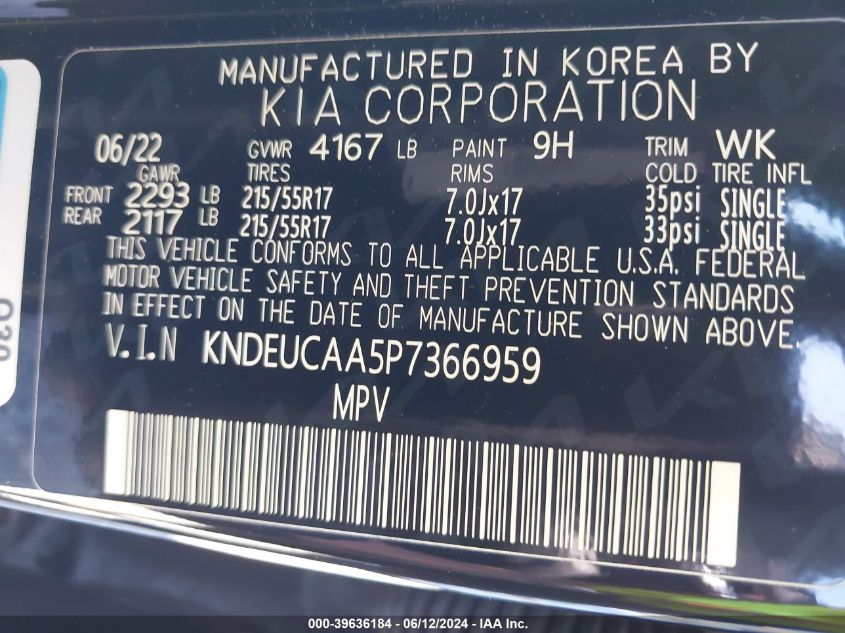 MANUFACTURED IN KOREA BY
KIA CORPORATION
06/22 GVWR 4167 LB PAINT 9H TRIM WK
GAWR TIRES RIMS COLD TIRE INFL
FRONT 2293 LB 215/55R17 7.0Jx17 35psi SINGLE
REAR 2117 LB 215/55R17 7.0Jx17 33psi SINGLE
THIS VEHICLE CONFORMS TO ALL APPLICABLE U.S.A. FEDERAL
MOTOR VEHICLE SAFETY AND THEFT PREVENTION STANDARDS
IN EFFECT ON THE DATE OF MANUFACTURE SHOWN ABOVE.
V.I.N KNDEUCAA5P7366959
MPV
000-39636184 - 06/12/2024 - IAA Inc.